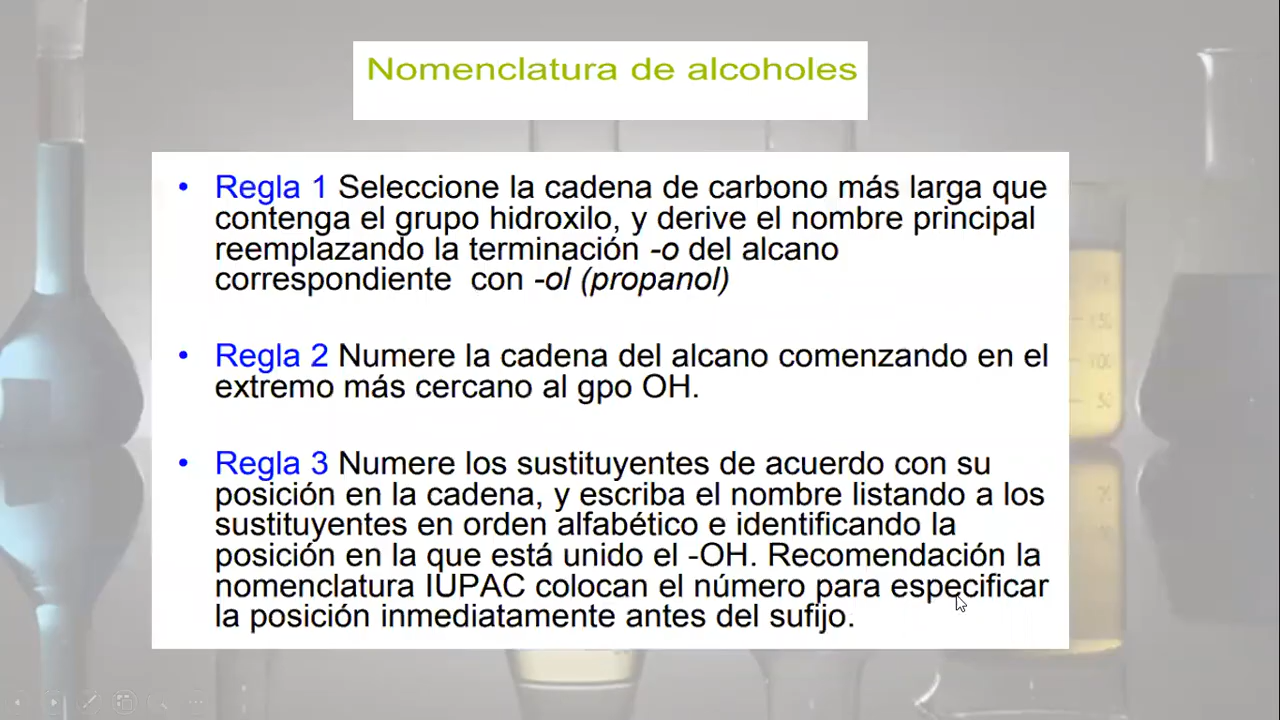 Nomenclatura de alcoholes
• Regla 1 Seleccione la cadena de carbono más larga que
contenga el grupo hidroxilo, y derive el nombre principal
reemplazando la terminación -o del alcano
correspondiente con -ol (propanol)
• Regla 2 Numere la cadena del alcano comenzando en el
extremo más cercano al gpo OH.
• Regla 3 Numere los sustituyentes de acuerdo con su
posición en la cadena, y escriba el nombre listando a los
sustituyentes en orden alfabético e identificando la
posición en la que está unido el -OH. Recomendación la
nomenclatura IUPAC colocan el número para especificar
la posición inmediatamente antes del sufijo.
150
100
50